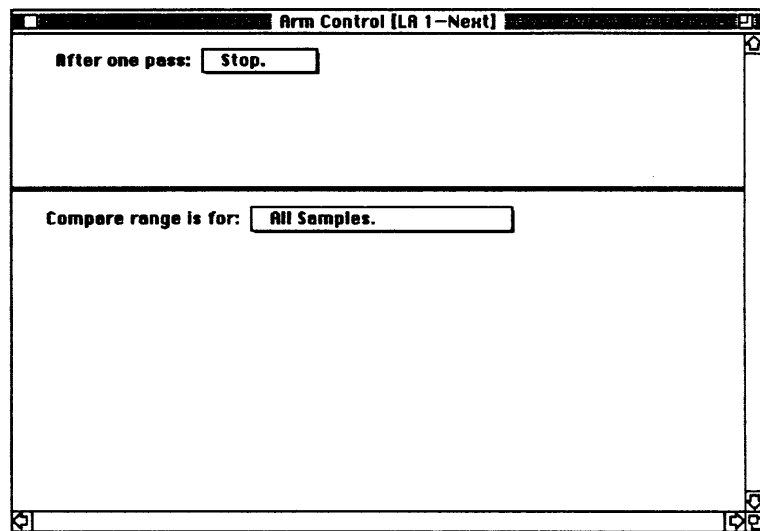 Arm Control [LA 1—Next]
After one pass: Stop.
Compare range is for: All Samples.